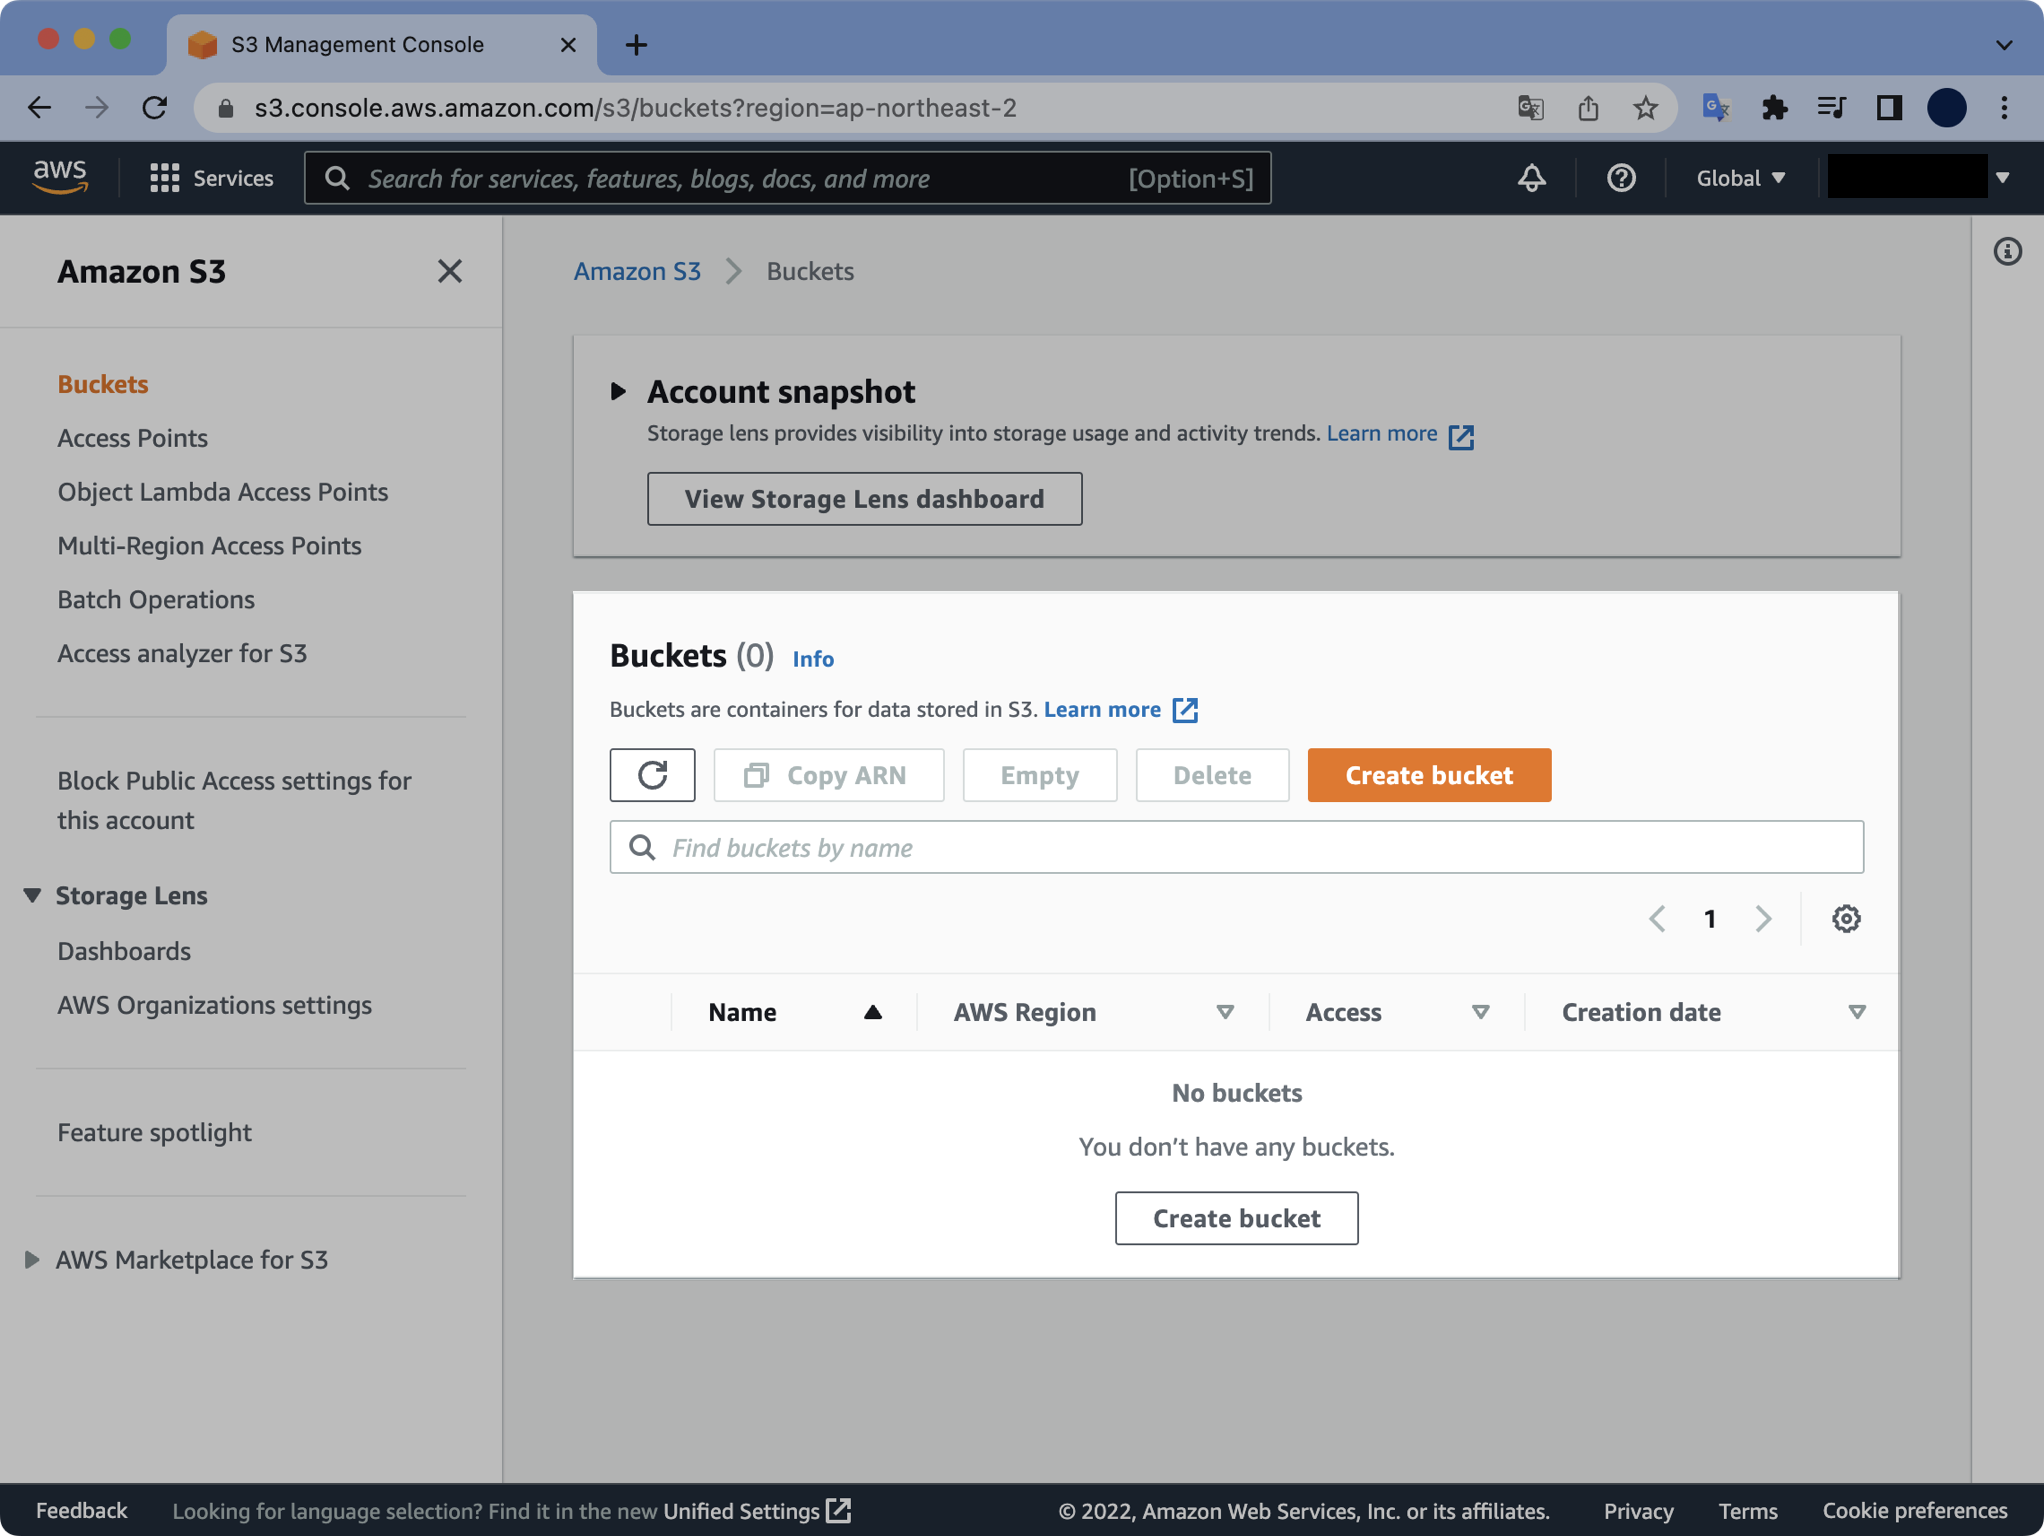 S3 Management Console
s3.console.aws.amazon.com/s3/buckets?region=ap-northeast-2
aws
Services
Search for services, features, blogs, docs, and more
[Option+S]
Global
Amazon S3
Buckets
Access Points
Object Lambda Access Points
Multi-Region Access Points
Batch Operations
Access analyzer for S3
Block Public Access settings for
this account
Storage Lens
Dashboards
AWS Organizations settings
Feature spotlight
AWS Marketplace for S3
Amazon S3 Buckets
Account snapshot
Storage lens provides visibility into storage usage and activity trends. Learn more
View Storage Lens dashboard
Buckets (0) Info
Buckets are containers for data stored in S3. Learn more
Copy ARN Empty Delete Create bucket
Find buckets by name
1
Name AWS Region Access Creation date
No buckets
You don’t have any buckets.
Create bucket
Feedback Looking for language selection? Find it in the new Unified Settings © 2022, Amazon Web Services, Inc. or its affiliates. Privacy Terms Cookie preferences